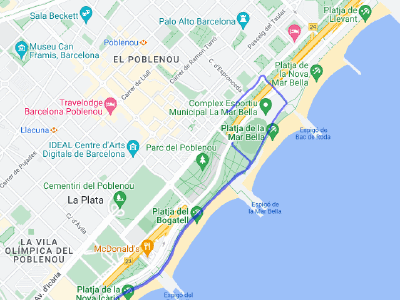 Sala Beckett
Palo Alto Barcelona
Passeig del Taulat
Platja de
Llevant
Museu Can
Framis, Barcelona
Poblenou
EL POBLENOU
Carrer de Ramon Turró
C. d'Espronceda
Platja de
la Nova
Mar Bella
Carrer de Llull
Travelodge
Barcelona Poblenou
Complex Esportiu
Municipal La Mar Bella
Llacuna
Platja de la
Mar Bella
Espigó de
Bac de Roda
IDEAL Centre d'Arts
Digitals de Barcelona
Parc del Poblenou
Carrer de Pujades
Cementiri del Poblenou
La Plata
C. d'Àvila
Platja del
Bogatell
Espigó de
la Mar Bella
LA VILA
OLÍMPICA DEL
POBLENOU
McDonald's
Av. d'Icària
Platja de la
Nova Icària
Espigó del